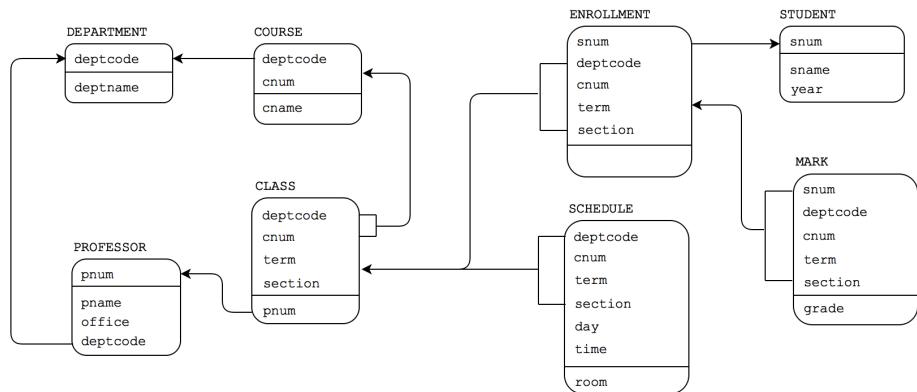 DEPARTMENT
deptcode
deptname
COURSE
deptcode
cnum
cname
ENROLLMENT
snum
deptcode
cnum
term
section
STUDENT
snum
sname
year
CLASS
deptcode
cnum
term
section
pnum
PROFESSOR
pnum
pname
office
deptcode
SCHEDULE
deptcode
cnum
term
section
day
time
room
MARK
snum
deptcode
cnum
term
section
grade